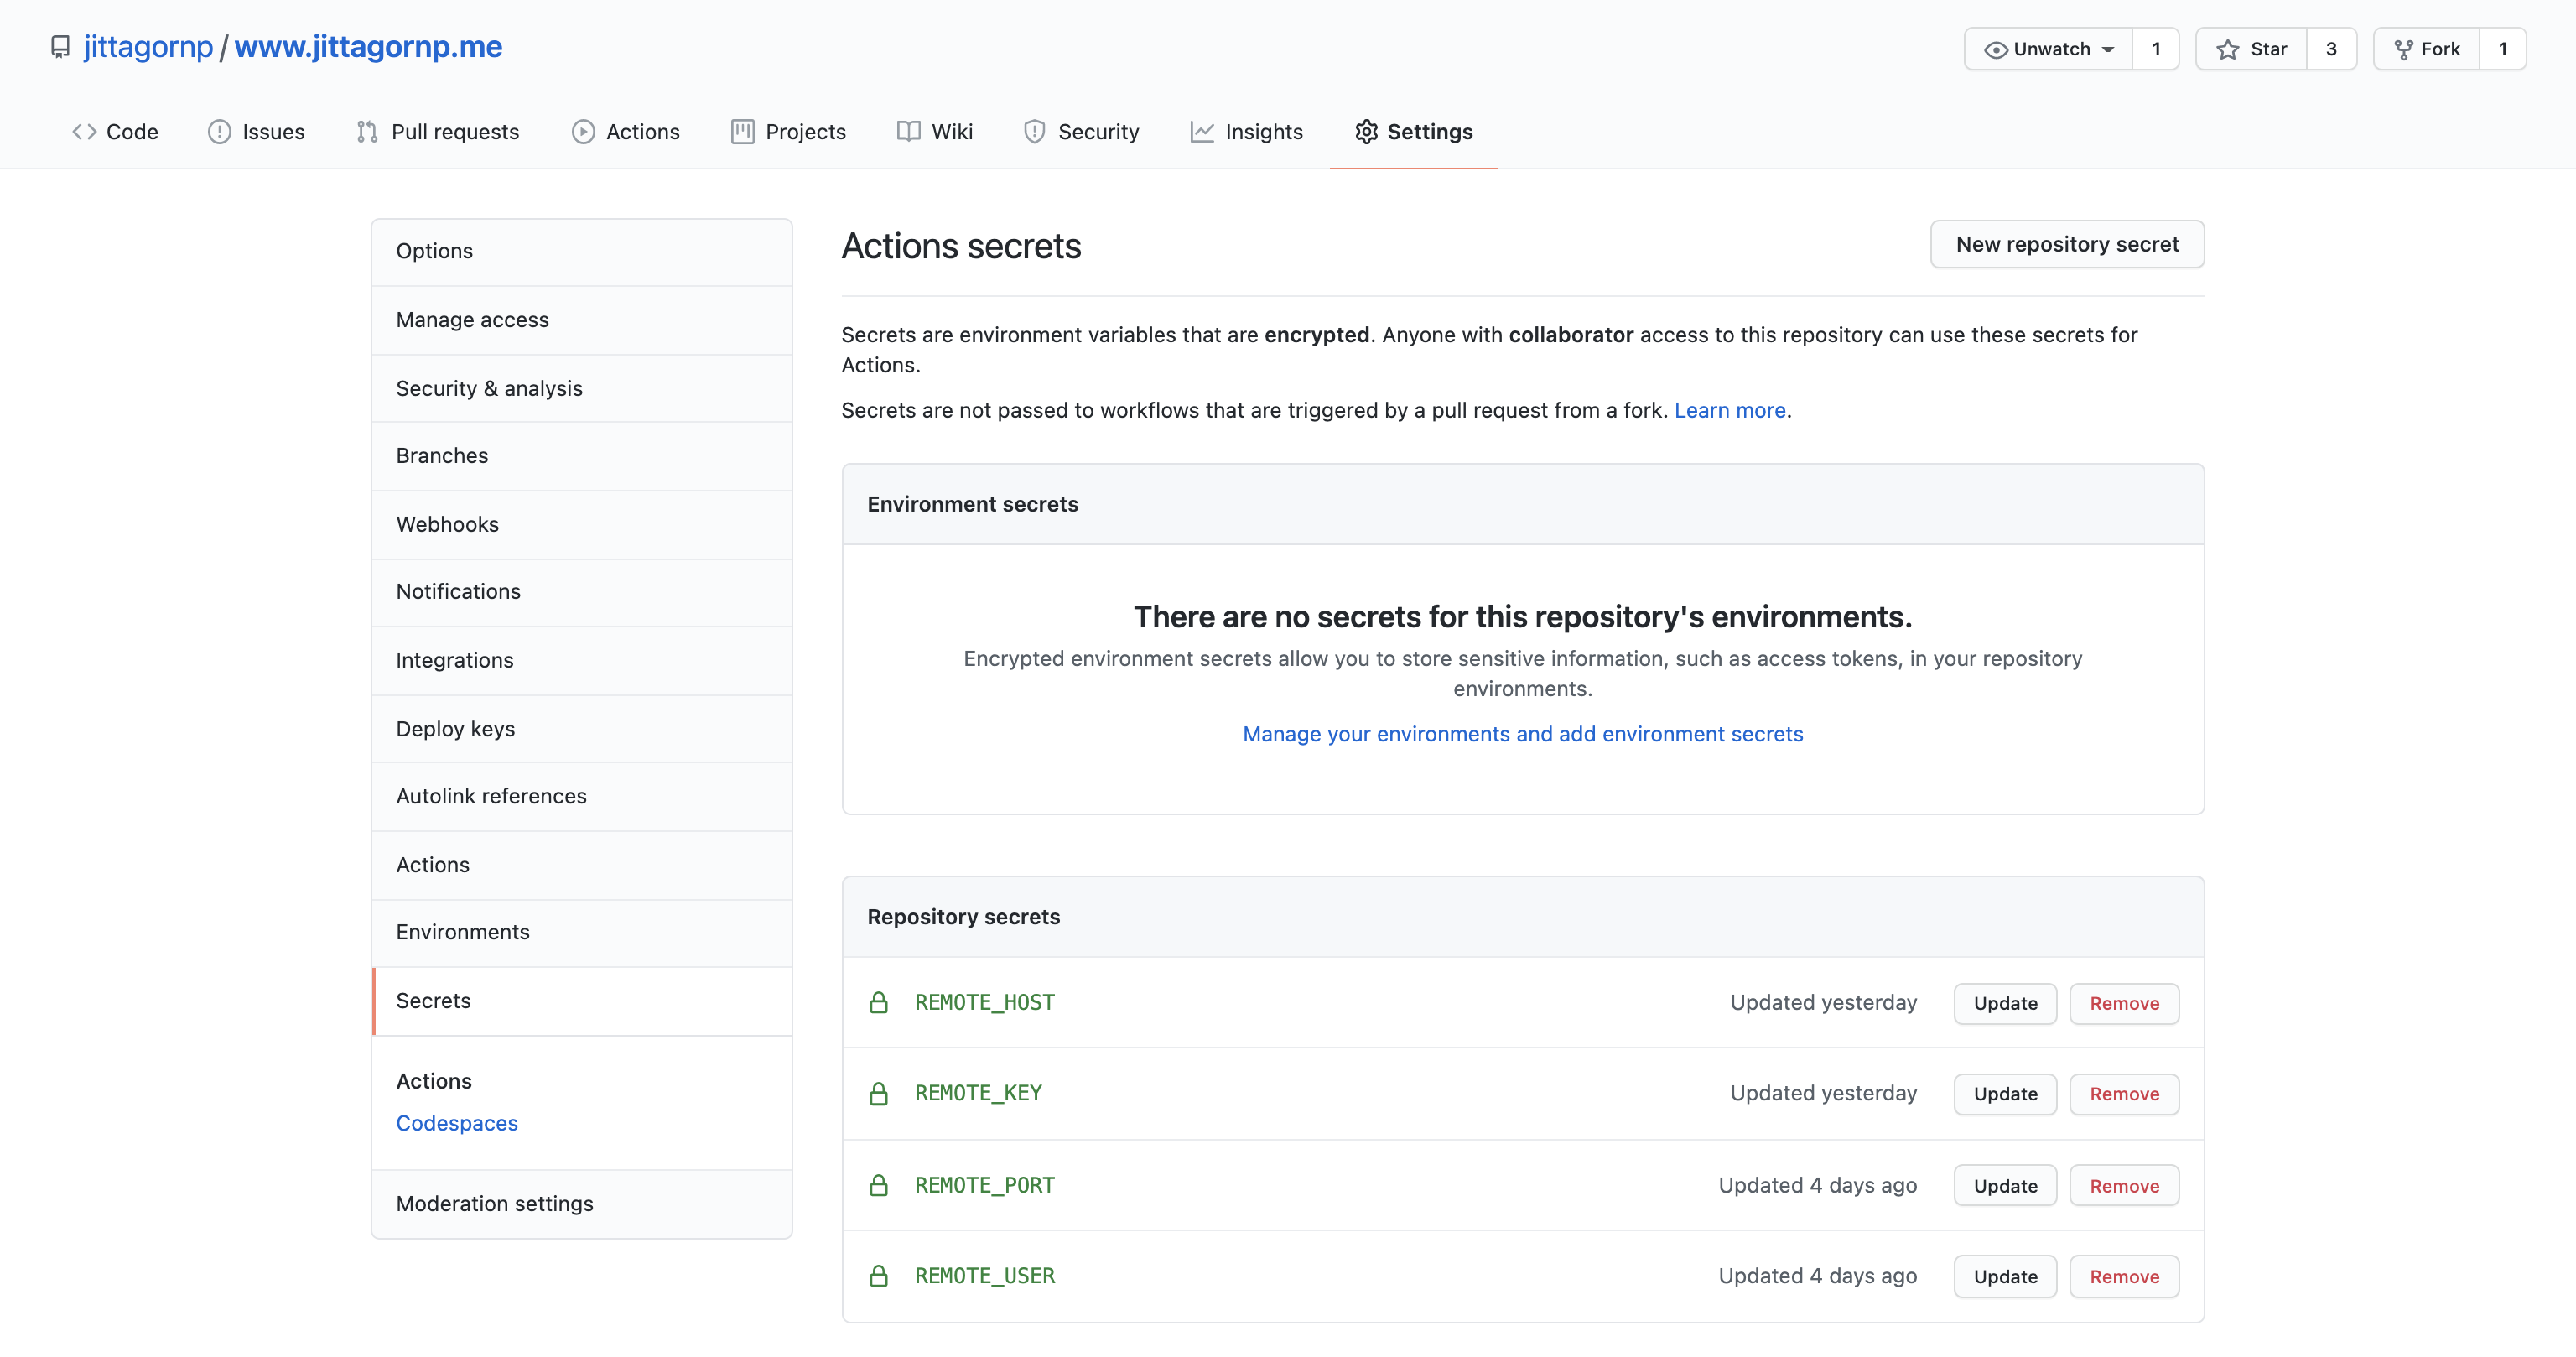 jittagornp / www.jittagornp.me
Unwatch 1 Star 3 Fork 1
Code Issues Pull requests Actions Projects Wiki Security Insights Settings
Options
Manage access
Security & analysis
Branches
Webhooks
Notifications
Integrations
Deploy keys
Autolink references
Actions
Environments
Secrets
Actions
Codespaces
Moderation settings
Actions secrets
New repository secret
Secrets are environment variables that are encrypted. Anyone with collaborator access to this repository can use these secrets for
Actions.
Secrets are not passed to workflows that are triggered by a pull request from a fork. Learn more.
Environment secrets
There are no secrets for this repository's environments.
Encrypted environment secrets allow you to store sensitive information, such as access tokens, in your repository
environments.
Manage your environments and add environment secrets
Repository secrets
REMOTE_HOST Updated yesterday Update Remove
REMOTE_KEY Updated yesterday Update Remove
REMOTE_PORT Updated 4 days ago Update Remove
REMOTE_USER Updated 4 days ago Update Remove